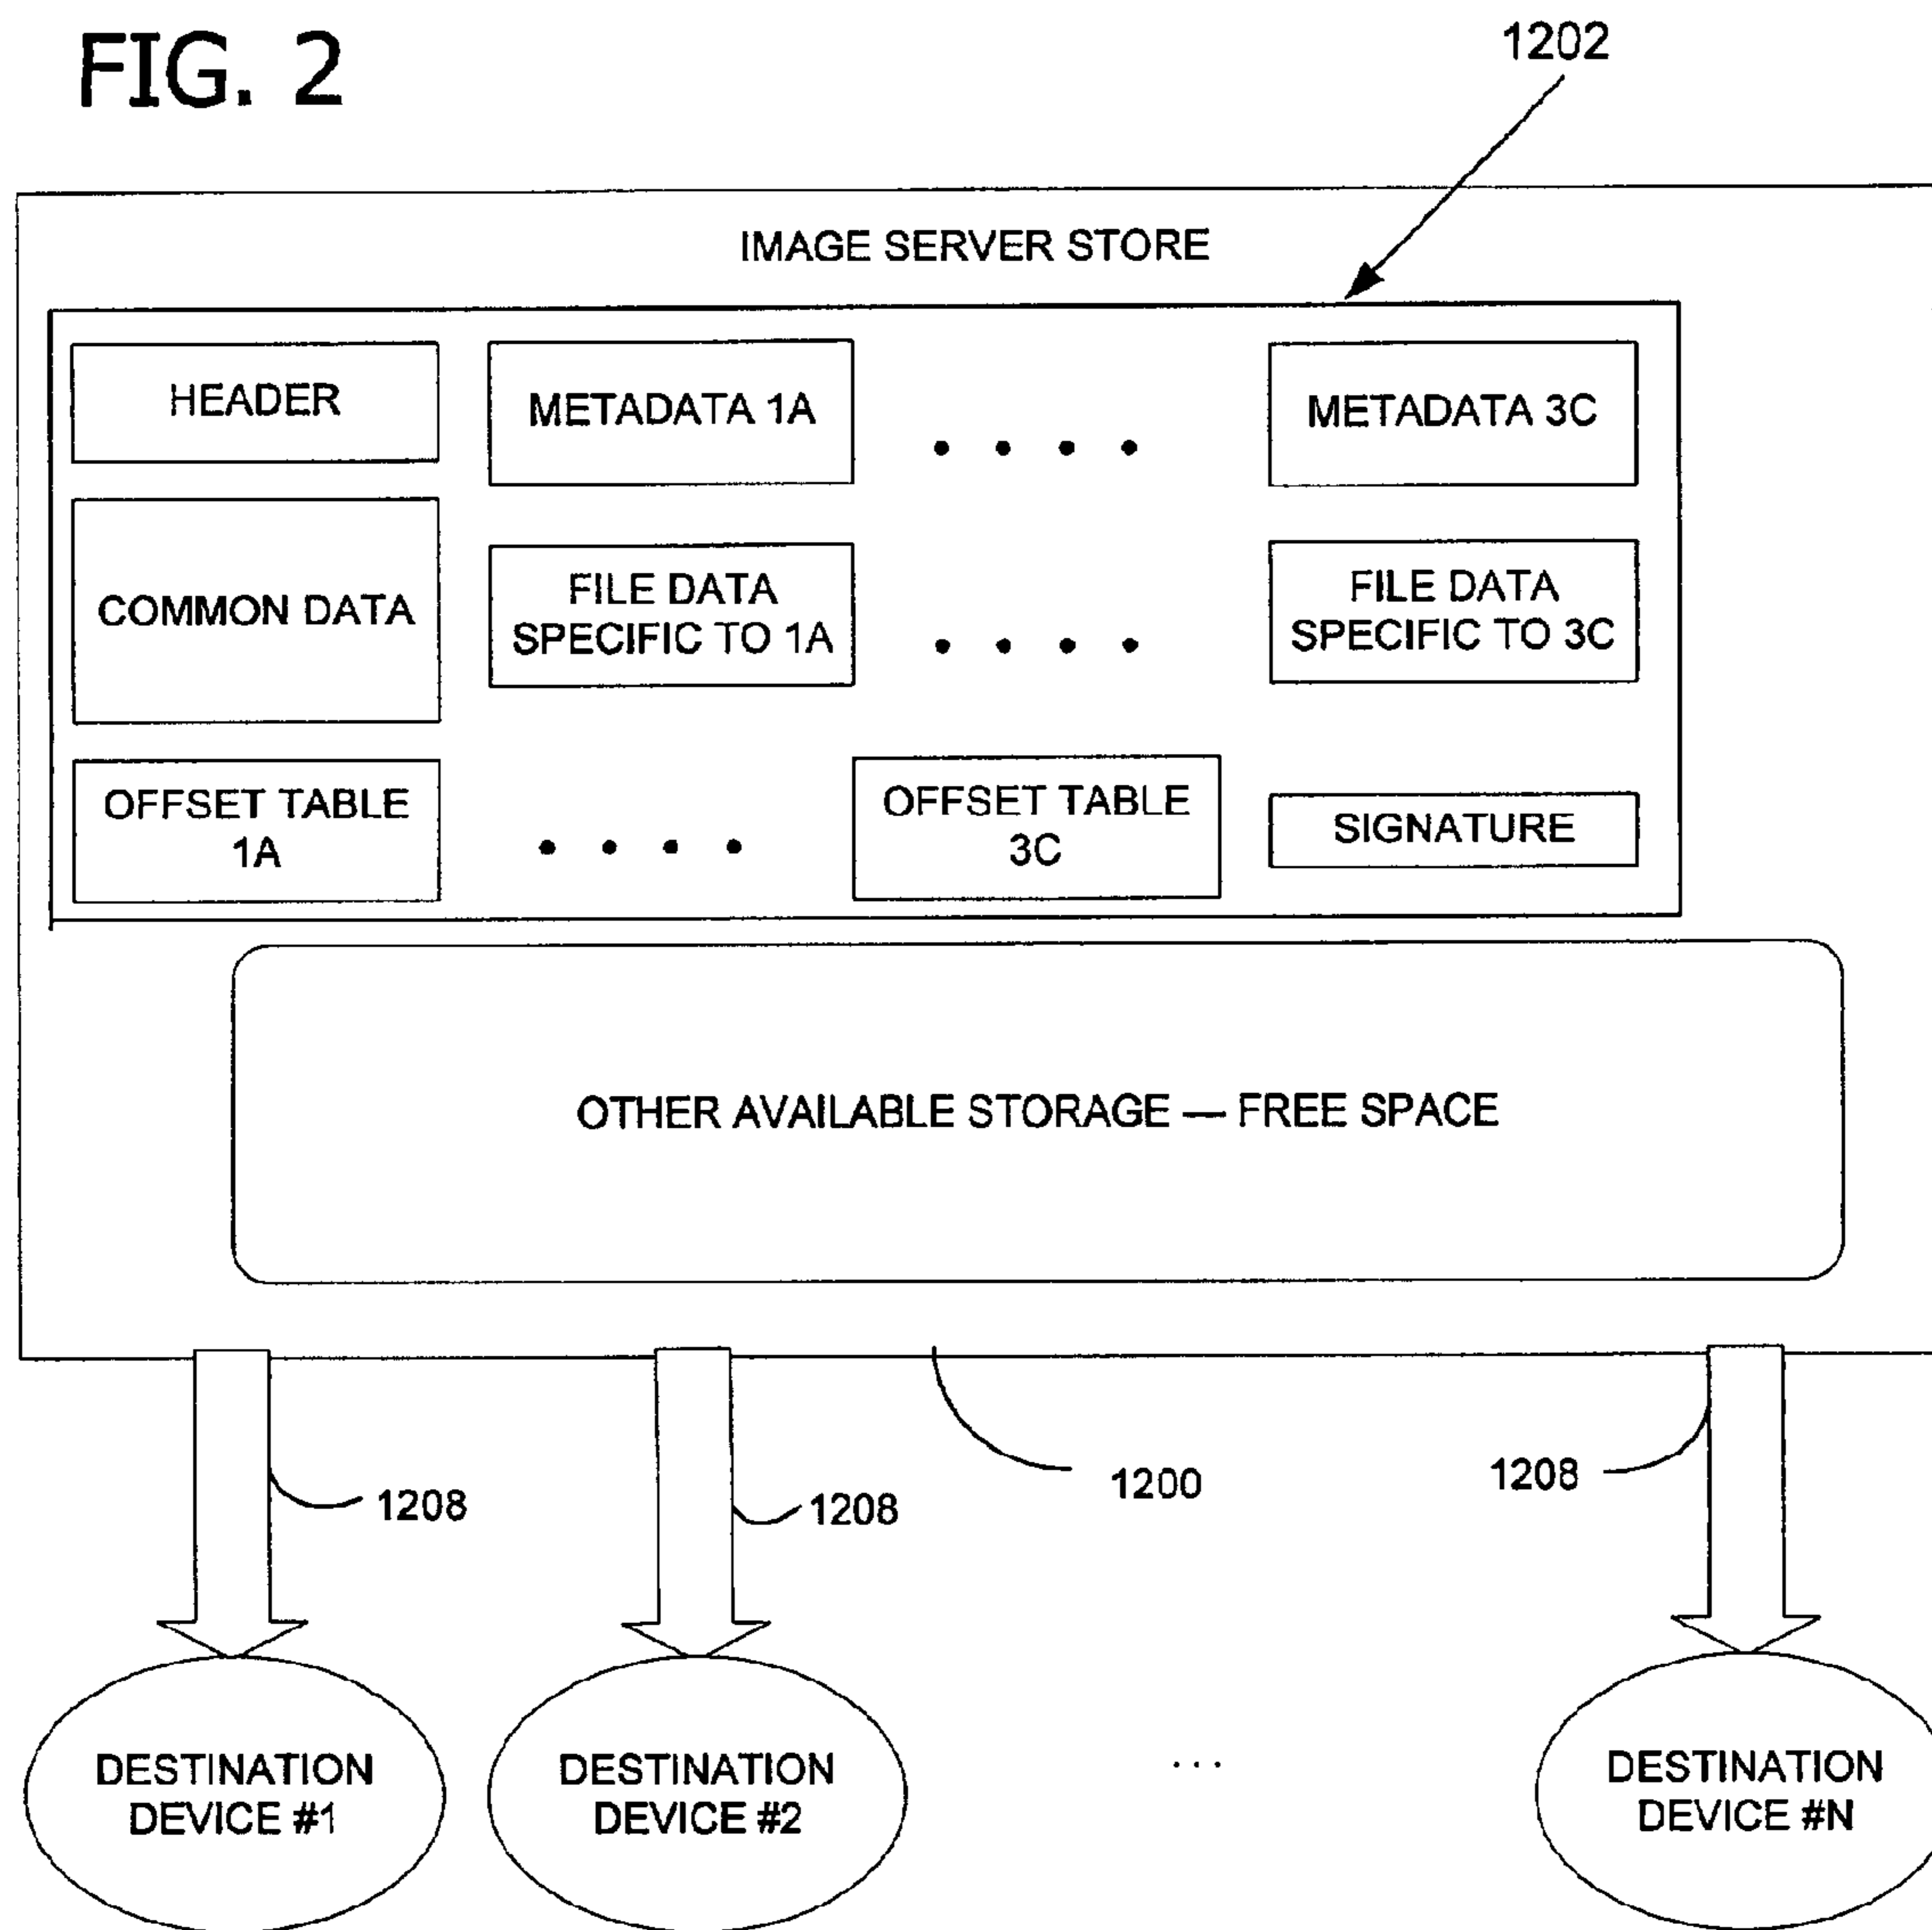 FIG. 2
1202
IMAGE SERVER STORE
HEADER
METADATA 1A
. . . .
METADATA 3C
COMMON DATA
FILE DATA
SPECIFIC TO 1A
. . . .
FILE DATA
SPECIFIC TO 3C
OFFSET TABLE
1A
. . . .
OFFSET TABLE
3C
SIGNATURE
OTHER AVAILABLE STORAGE — FREE SPACE
1208
1208
1200
1208
DESTINATION
DEVICE #1
DESTINATION
DEVICE #2
...
DESTINATION
DEVICE #N